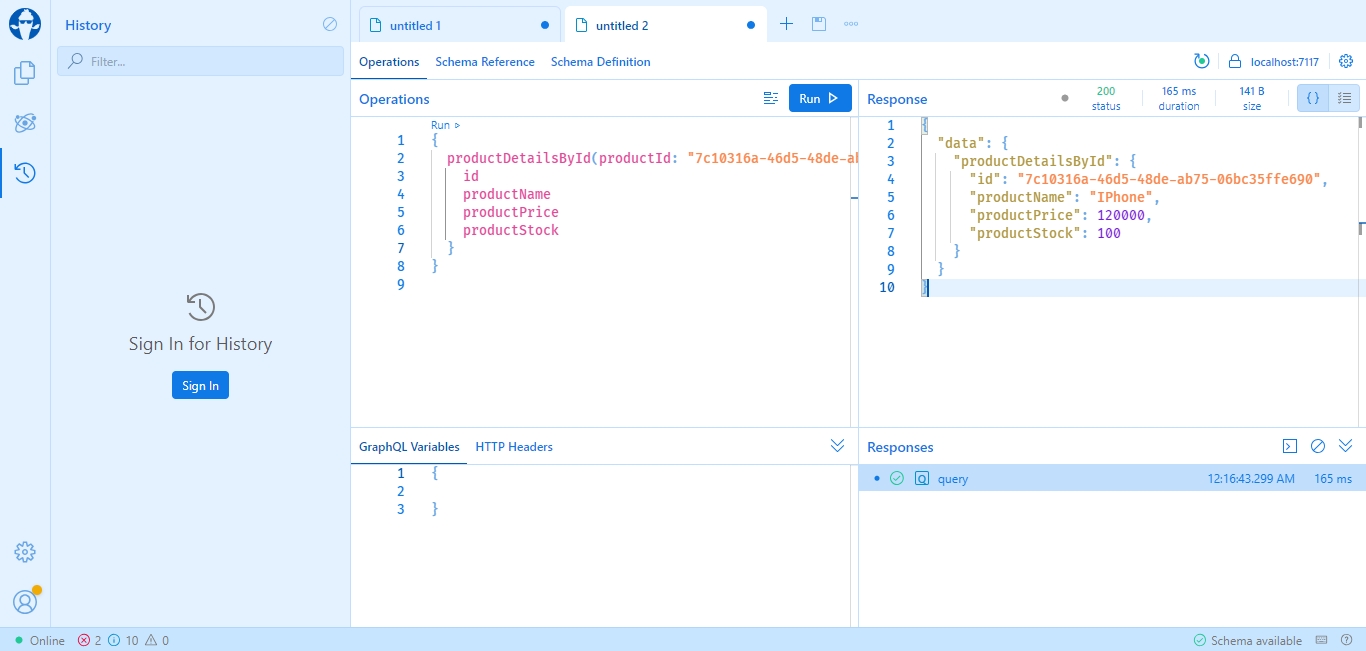 History
Filter...
Sign In for History
Sign In
untitled 1
untitled 2
Operations Schema Reference Schema Definition
localhost:7117
Operations
Run
Run
1 {
2 productDetailsById(productId: "7c10316a-46d5-48de-ab
3 id
4 productName
5 productPrice
6 productStock
7 }
8 }
9
Response
200 status
165 ms duration
141 B size
{ }
1 {
2 "data": {
3 "productDetailsById": {
4 "id": "7c10316a-46d5-48de-ab75-06bc35ffe690",
5 "productName": "IPhone",
6 "productPrice": 120000,
7 "productStock": 100
8 }
9 }
10 }
GraphQL Variables HTTP Headers
1 {
2
3 }
Responses
Q query 12:16:43.299 AM 165 ms
Online 2 10 0
Schema available